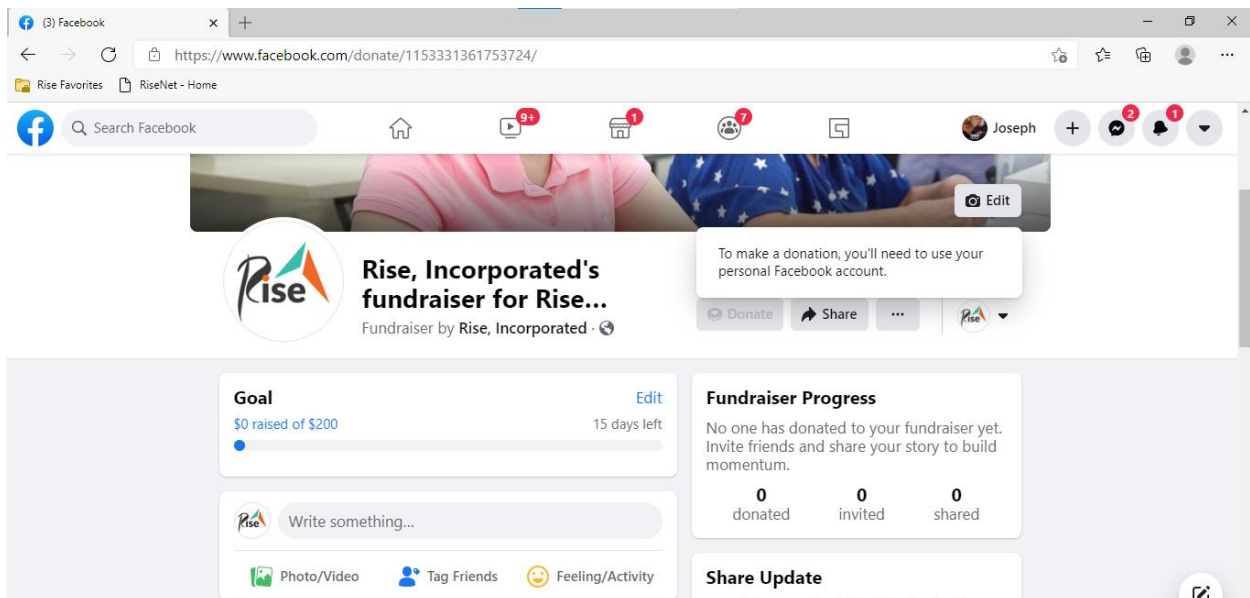 (3) Facebook
https://www.facebook.com/donate/1153331361753724/
Rise Favorites RiseNet - Home
Search Facebook
9+
1
7
Joseph
2
1
Edit
To make a donation, you'll need to use your
personal Facebook account.
Rise
Rise, Incorporated's
fundraiser for Rise...
Fundraiser by Rise, Incorporated ·
Donate Share ...
Rise
Goal Edit
$0 raised of $200 15 days left
Rise
Write something...
Photo/Video Tag Friends Feeling/Activity
Fundraiser Progress
No one has donated to your fundraiser yet.
Invite friends and share your story to build
momentum.
0 0 0
donated invited shared
Share Update